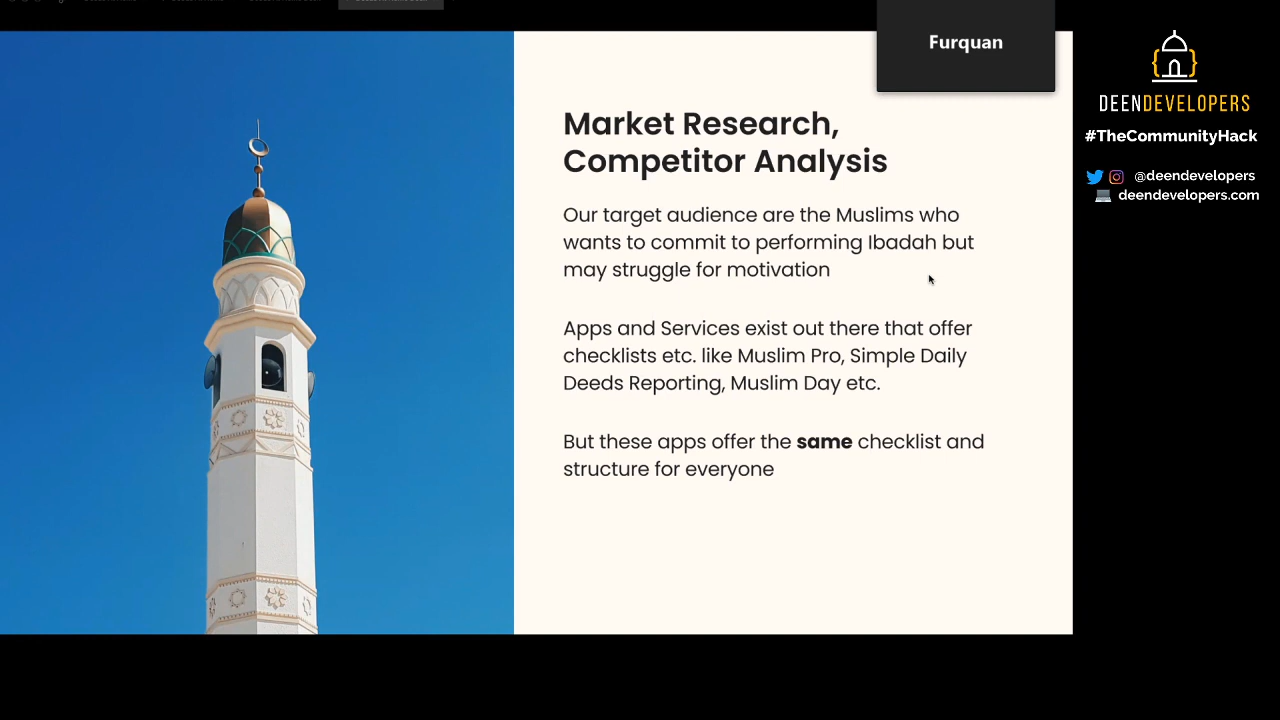 Furquan
Market Research,
Competitor Analysis
Our target audience are the Muslims who
wants to commit to performing Ibadah but
may struggle for motivation
Apps and Services exist out there that offer
checklists etc. like Muslim Pro, Simple Daily
Deeds Reporting, Muslim Day etc.
But these apps offer the same checklist and
structure for everyone
DEENDEVELOPERS
#TheCommunityHack
@deendevelopers
deendevelopers.com